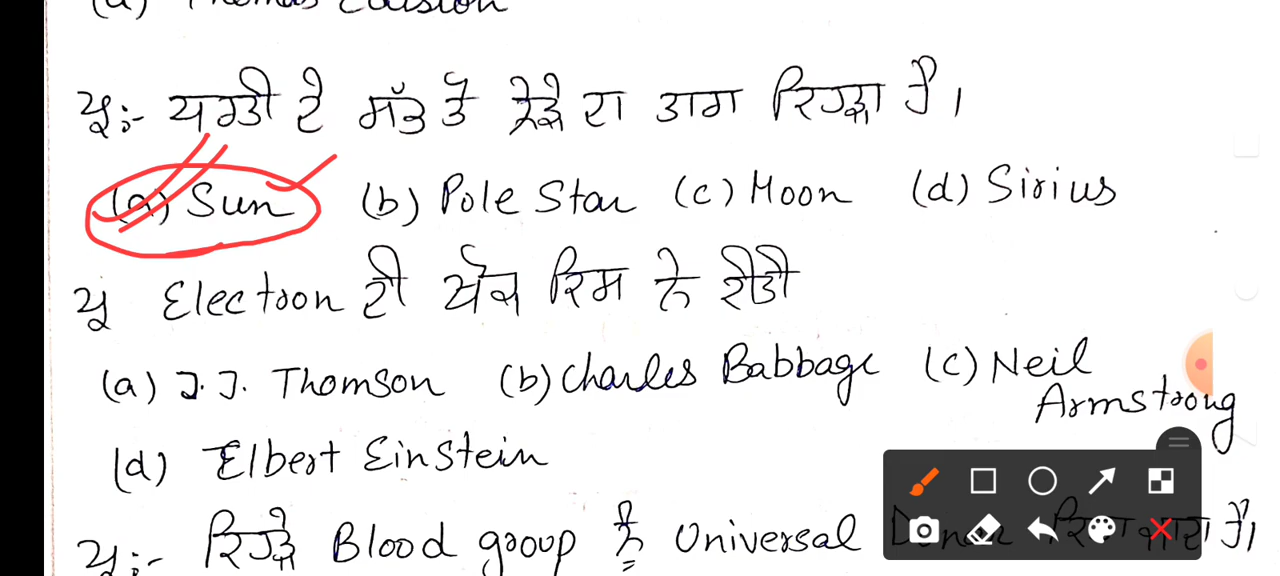 ਪ੍ਰ:- ਧਰਤੀ ਦੇ ਸੱਤ ਤੋਂ ਨੇੜੇ ਦਾ ਤਾਰਾ ਕਿਹੜਾ ਹੈ।
(a) Sun (b) Pole Star (c) Moon (d) Sirius
ਪ੍ਰ Electron ਦੀ ਖੋਜ ਕਿਸ ਨੇ ਕੀਤੀ
(a) J.J. Thomson (b) Charles Babbage (c) Neil
Armstrong
(d) Elbert Einstein
ਪ੍ਰ:- ਕਿਹੜੇ Blood group ਨੂੰ Universal